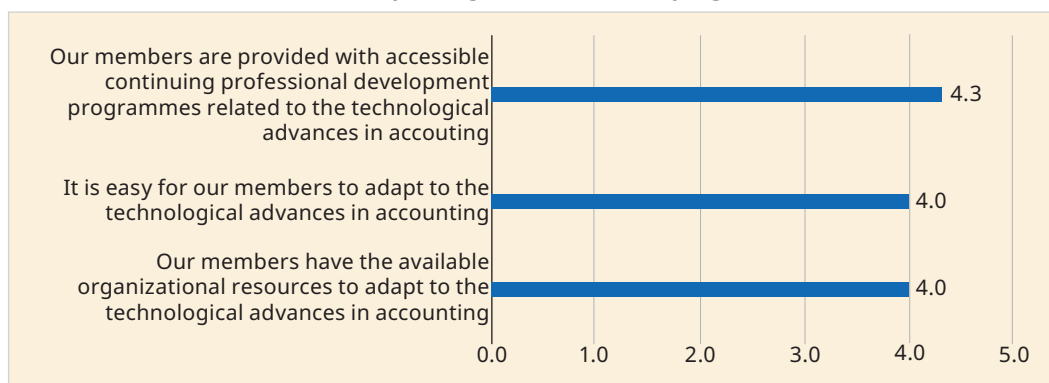 Our members are provided with accessible
continuing professional development
programmes related to the technological
advances in accouting
4.3
It is easy for our members to adapt to the
technological advances in accounting
4.0
Our members have the available
organizational resources to adapt to the
technological advances in accounting
4.0
0.0 1.0 2.0 3.0 4.0 5.0